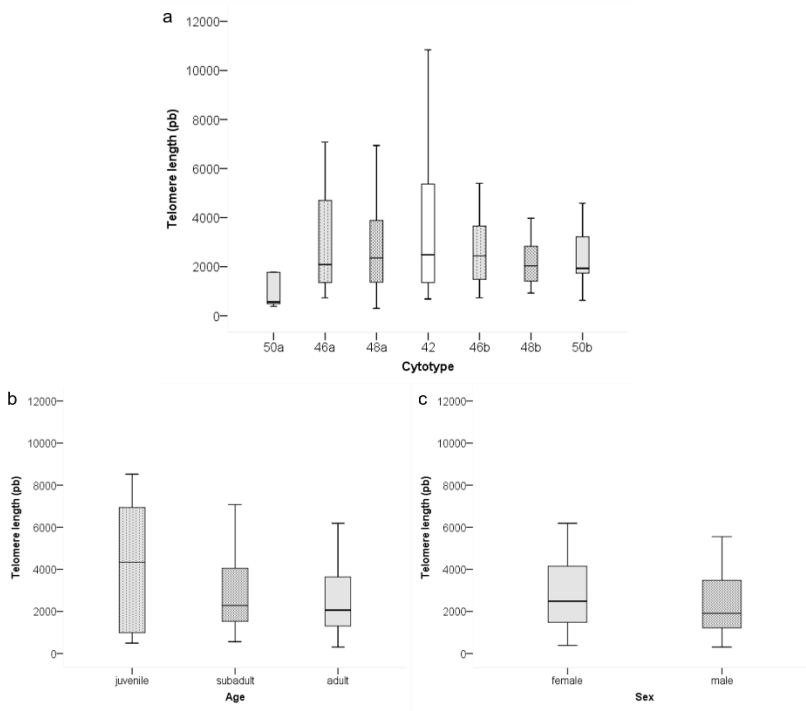 a
12000
10000
8000
6000
4000
2000
0
Telomere length (pb)
50a 46a 48a 42 46b 48b 50b
Cytotype
b
12000
10000
8000
6000
4000
2000
0
Telomere length (pb)
juvenile subadult adult
Age
c
12000
10000
8000
6000
4000
2000
0
Telomere length (pb)
female male
Sex